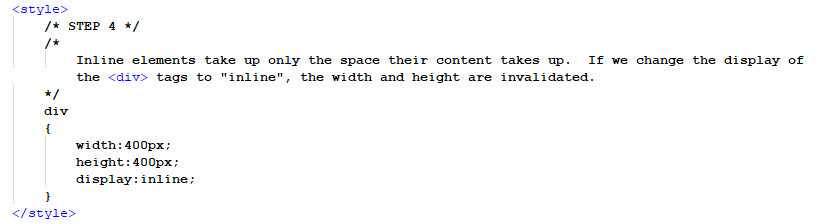 <style>
/* STEP 4 */
/*
Inline elements take up only the space their content takes up.  If we change the display of
the <div> tags to "inline", the width and height are invalidated.
*/
div
{
width:400px;
height:400px;
display:inline;
}
</style>